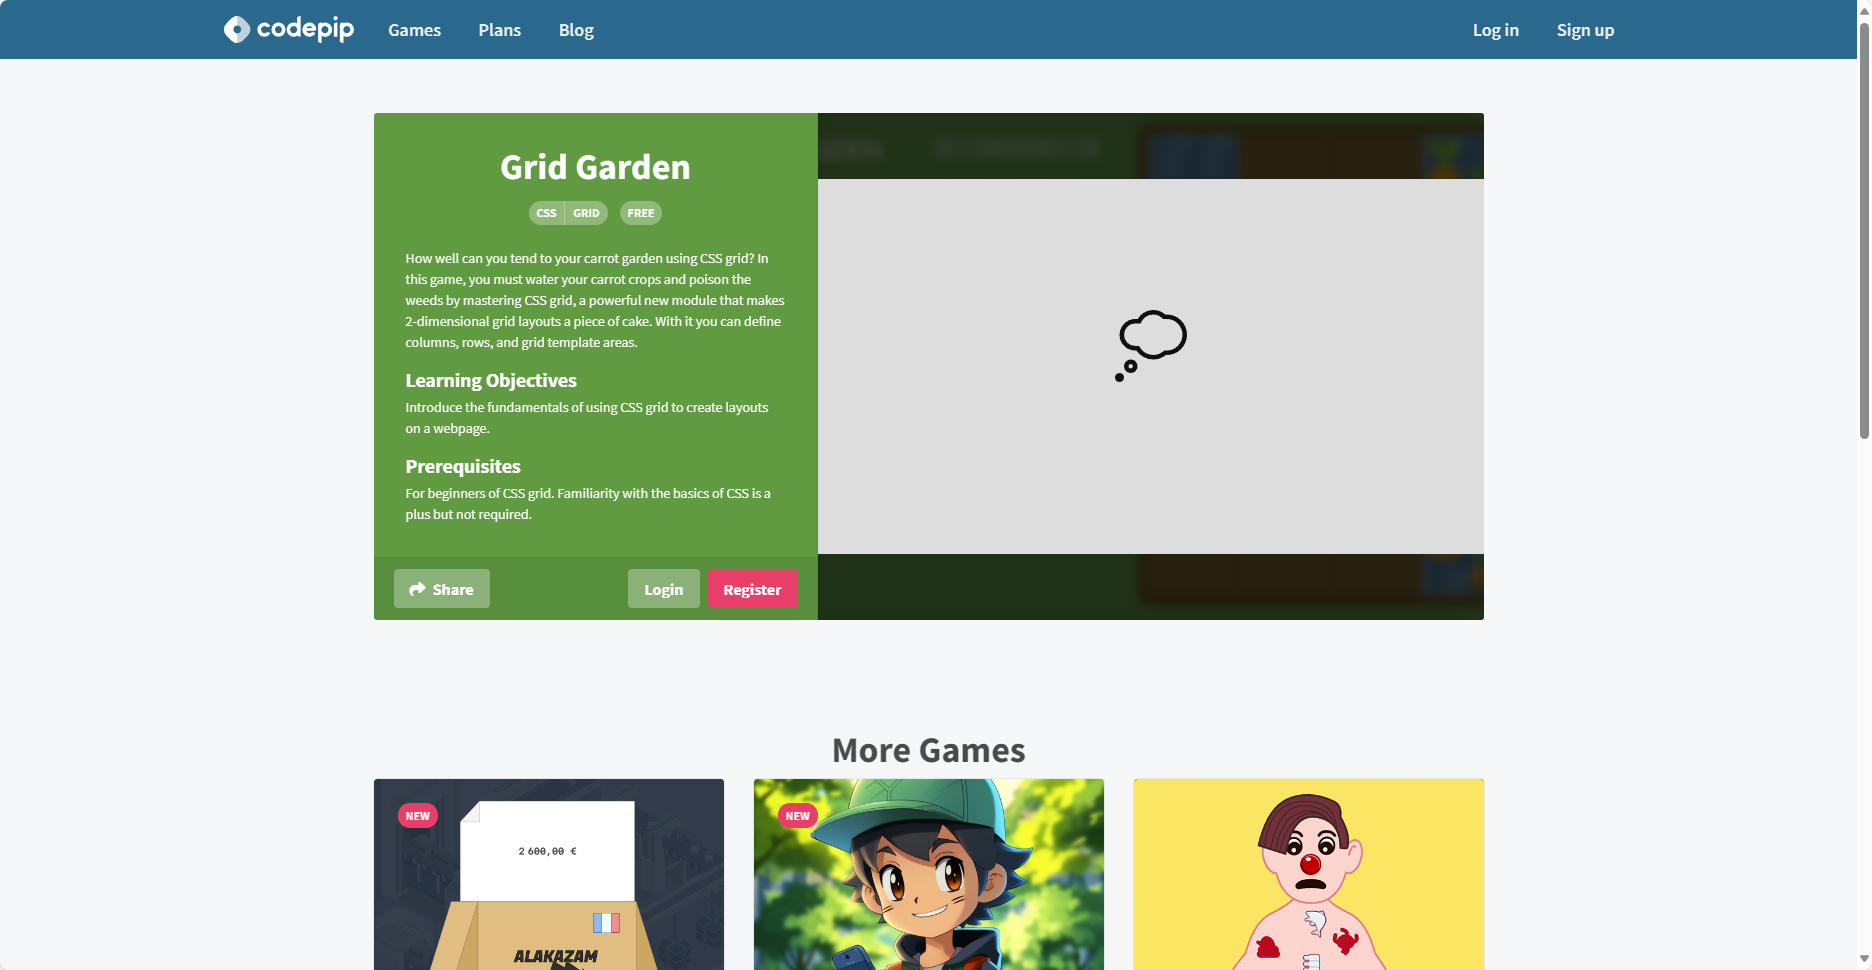 codepip
Games
Plans
Blog
Log in
Sign up
Grid Garden
CSS GRID FREE
How well can you tend to your carrot garden using CSS grid? In
this game, you must water your carrot crops and poison the
weeds by mastering CSS grid, a powerful new module that makes
2-dimensional grid layouts a piece of cake. With it you can define
columns, rows, and grid template areas.
Learning Objectives
Introduce the fundamentals of using CSS grid to create layouts
on a webpage.
Prerequisites
For beginners of CSS grid. Familiarity with the basics of CSS is a
plus but not required.
Share
Login
Register
More Games
NEW
2 600,00 €
ALAKAZAM
NEW